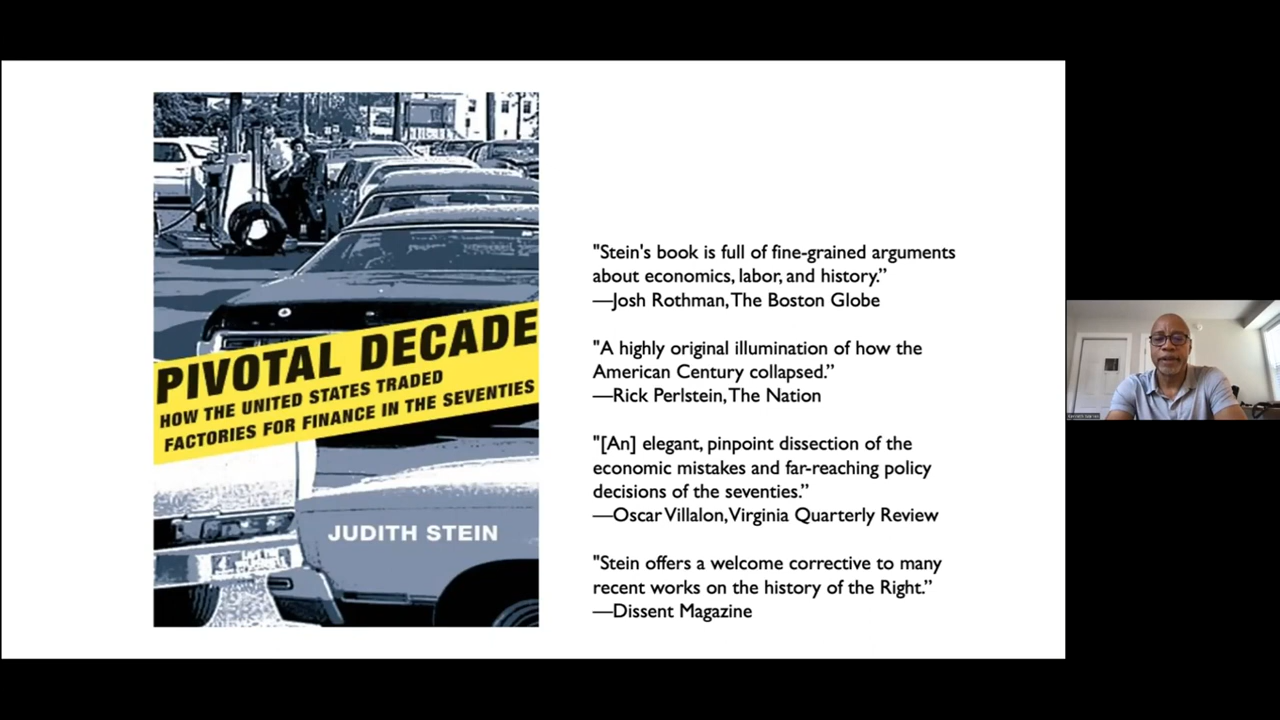 PIVOTAL DECADE
HOW THE UNITED STATES TRADED
FACTORIES FOR FINANCE IN THE SEVENTIES
JUDITH STEIN
"Stein's book is full of fine-grained arguments
about economics, labor, and history.”
—Josh Rothman, The Boston Globe
"A highly original illumination of how the
American Century collapsed.”
—Rick Perlstein, The Nation
"[An] elegant, pinpoint dissection of the
economic mistakes and far-reaching policy
decisions of the seventies.”
—Oscar Villalon, Virginia Quarterly Review
"Stein offers a welcome corrective to many
recent works on the history of the Right.”
—Dissent Magazine